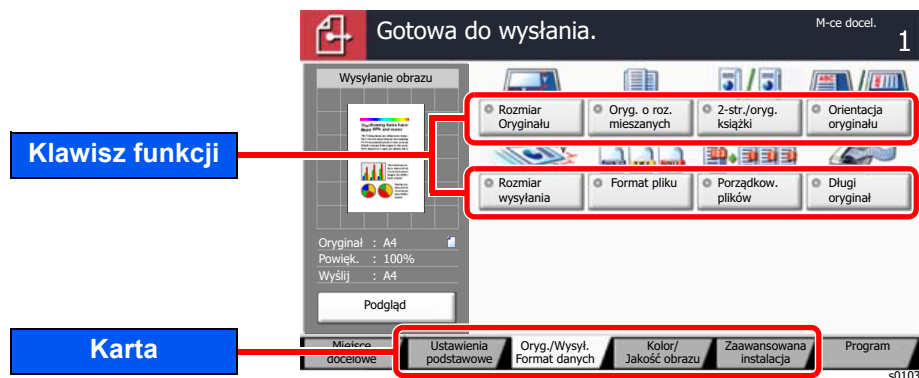 Gotowa do wysłania.
M-ce docel.
1
Wysyłanie obrazu
Rozmiar
Oryginału
Oryg. o roz.
mieszanych
2-str./oryg.
książki
Orientacja
oryginału
ABC
Klawisz funkcji
Rozmiar
wysyłania
Format pliku
Porządkow.
plików
Długi
oryginał
Oryginał : A4
Powięk. : 100%
Wyślij : A4
Podgląd
Karta
Miejsce
docelowe
Ustawienia
podstawowe
Oryg./Wysył.
Format danych
Kolor/
Jakość obrazu
Zaawansowana
instalacja
Program
s0103